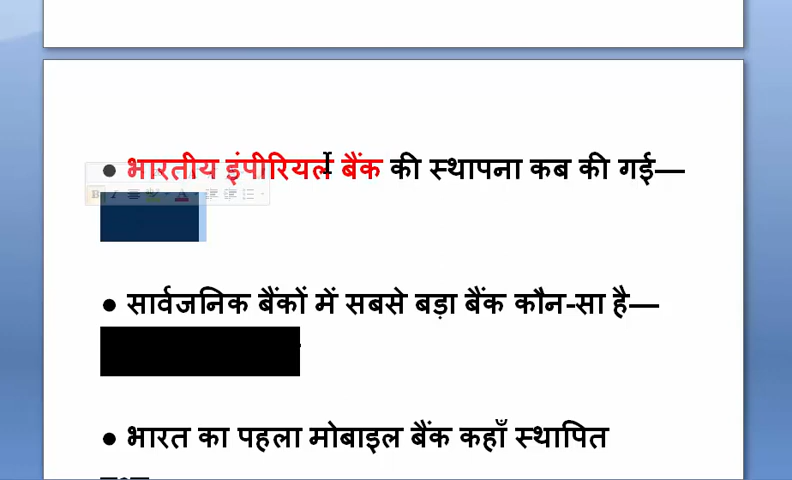 ● भारतीय इंपीरियल बैंक की स्थापना कब की गई—
● सार्वजनिक बैंकों में सबसे बड़ा बैंक कौन-सा है—
● भारत का पहला मोबाइल बैंक कहाँ स्थापित